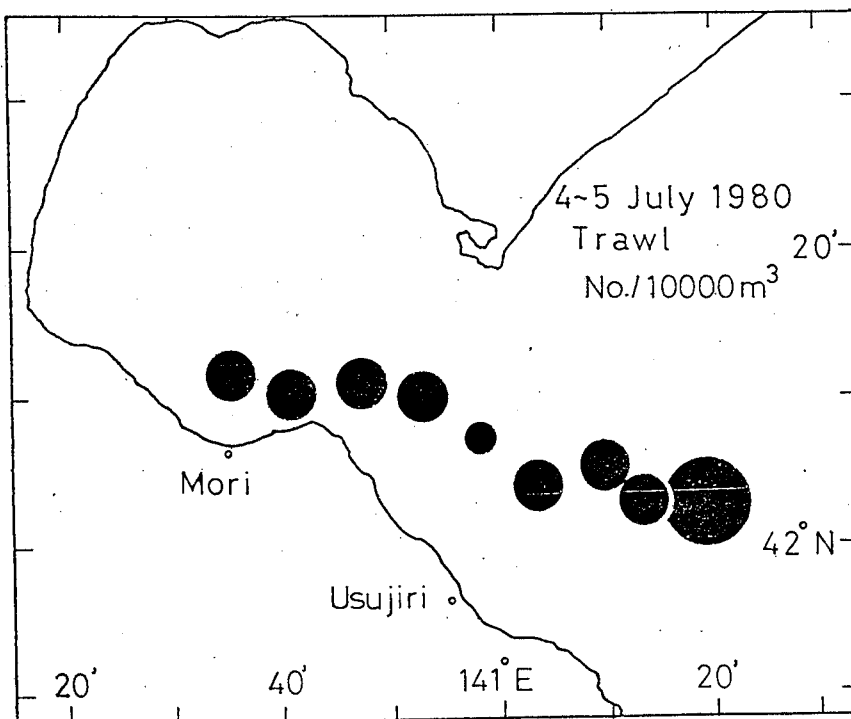 4~5 July 1980
Trawl
20'
No./10000m³
Mori
42°N
Usujiri
20'
40'
141°E
20'